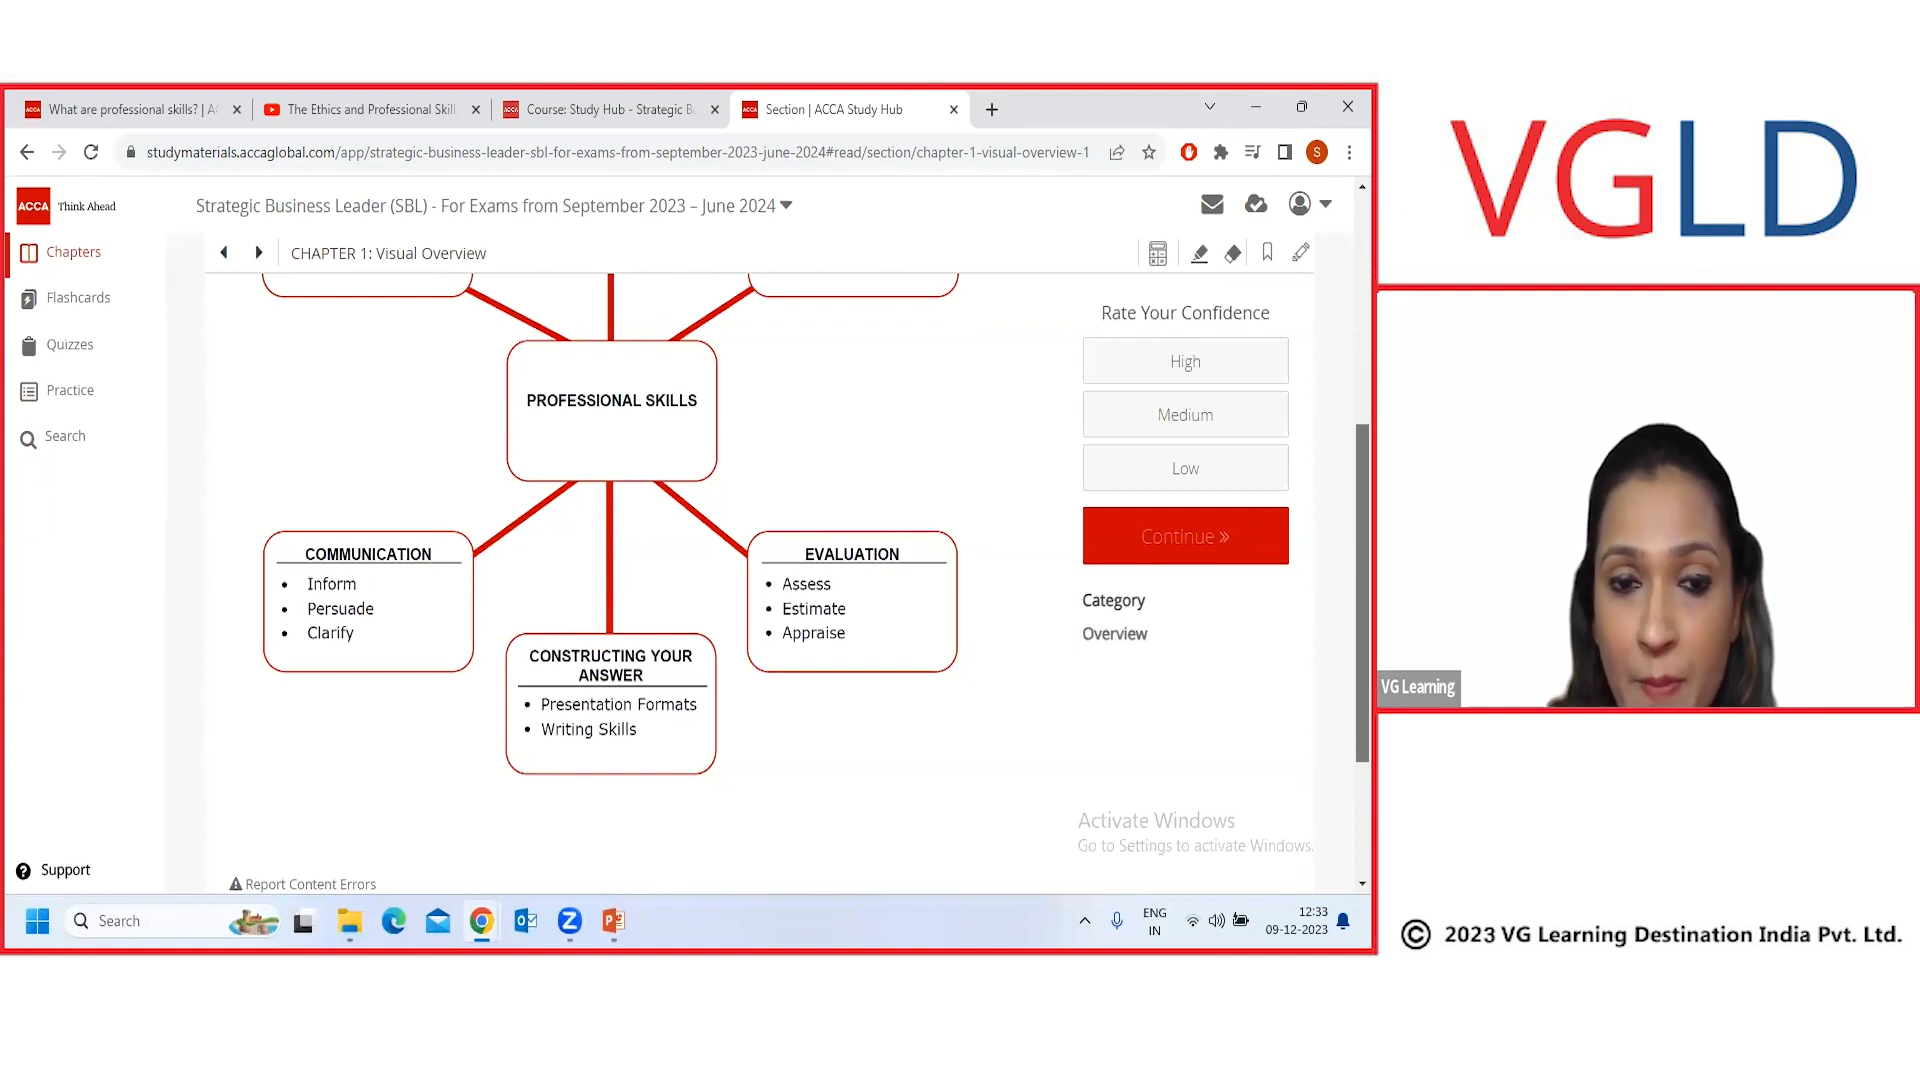 What are professional skills? | A
The Ethics and Professional Skil
Course: Study Hub - Strategic B
Section | ACCA Study Hub
studymaterials.accaglobal.com/app/strategic-business-leader-sbl-for-exams-from-september-2023-june-2024#read/section/chapter-1-visual-overview-1
S
ACCA
Think Ahead
Strategic Business Leader (SBL) - For Exams from September 2023 – June 2024
Chapters
Flashcards
Quizzes
Practice
Search
Support
CHAPTER 1: Visual Overview
PROFESSIONAL SKILLS
COMMUNICATION
• Inform
• Persuade
• Clarify
CONSTRUCTING YOUR
ANSWER
• Presentation Formats
• Writing Skills
EVALUATION
• Assess
• Estimate
• Appraise
Rate Your Confidence
High
Medium
Low
Continue »
Category
Overview
Activate Windows
Go to Settings to activate Windows.
Report Content Errors
Search
ENG
IN
12:33
09-12-2023
VGLD
VG Learning
© 2023 VG Learning Destination India Pvt. Ltd.